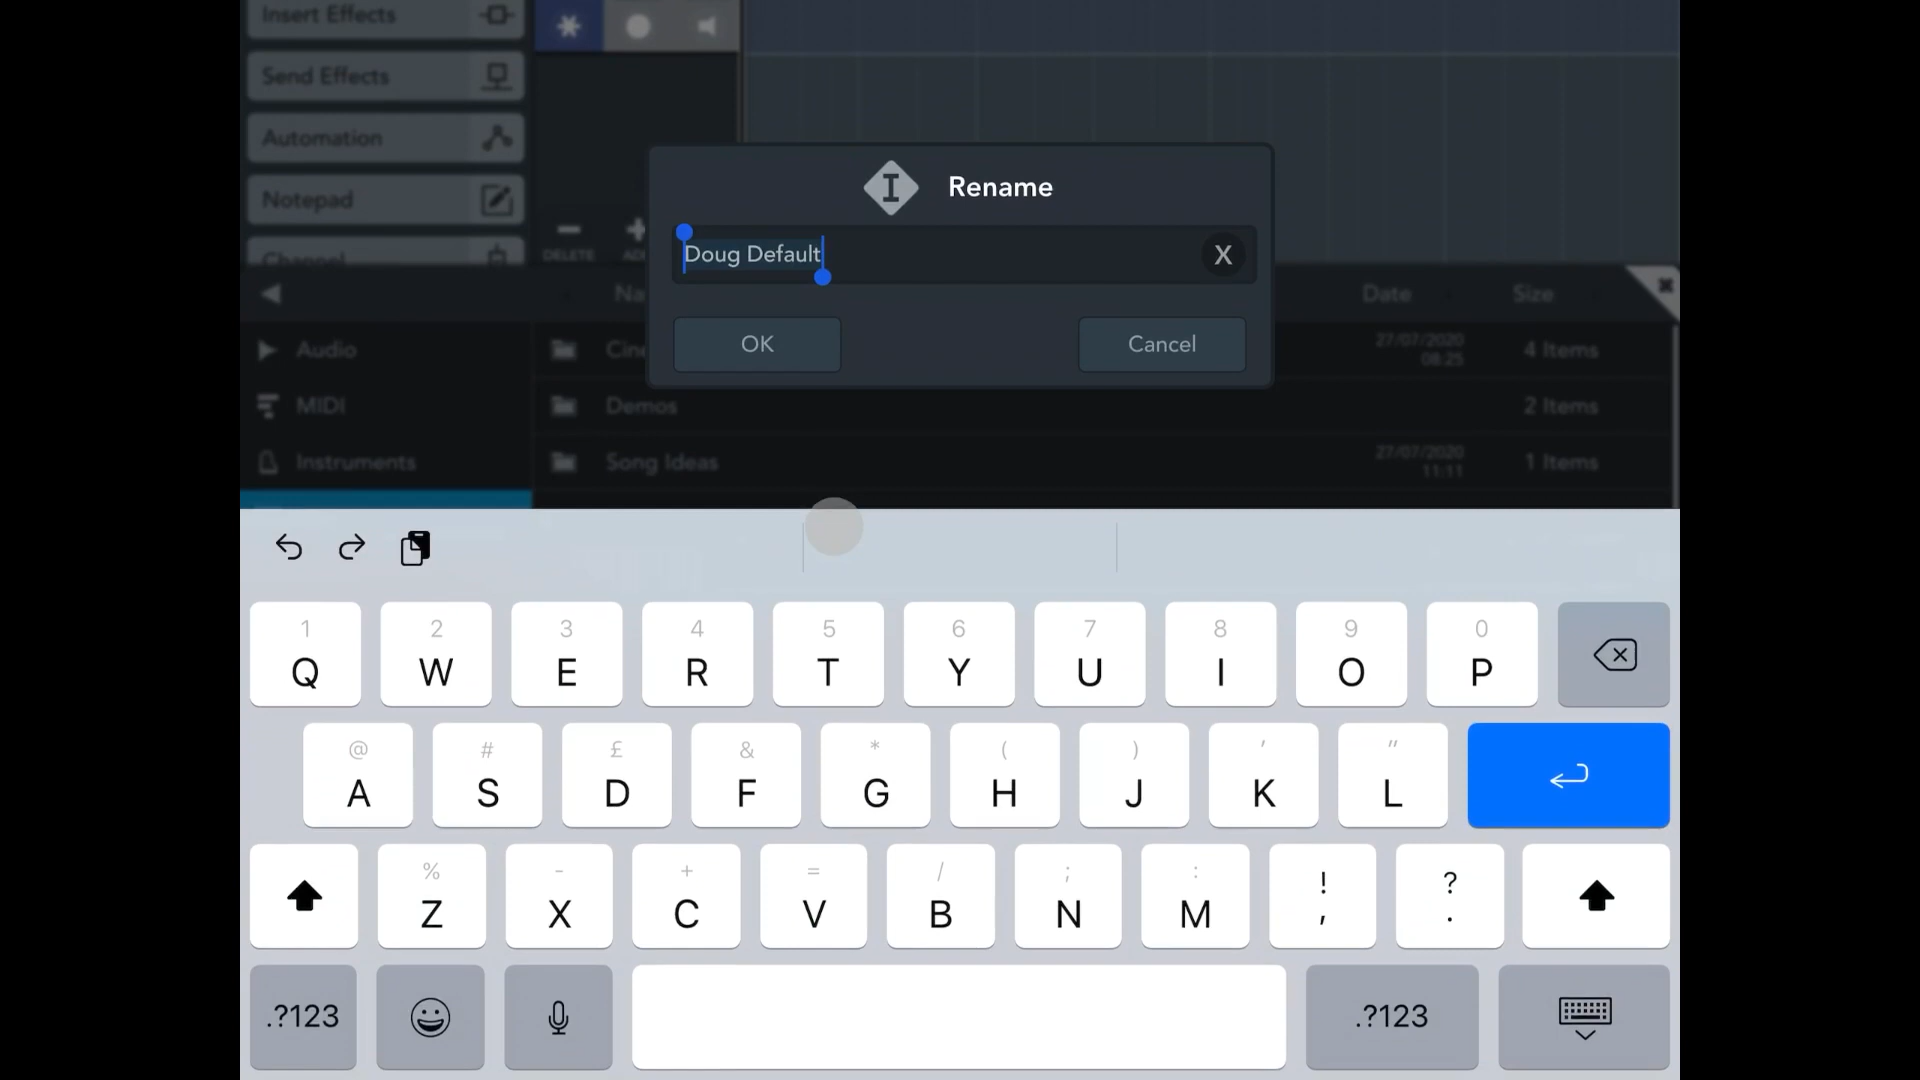 Insert Effects
Send Effects
Automation
Notepad
Channel
DELETE
Rename
Doug Default
X
OK
Cancel
Date
Size
Audio
27/07/2020
08:25
4 Items
MIDI
Demos
2 Items
Instruments
Song Ideas
27/07/2020
11:11
1 Items
1 2 3 4 5 6 7 8 9 0
Q W E R T Y U I O P
@ # £ & * ( ) ' "
A S D F G H J K L
% - + = / ; : ! ?
Z X C V B N M , .
.?123
.?123